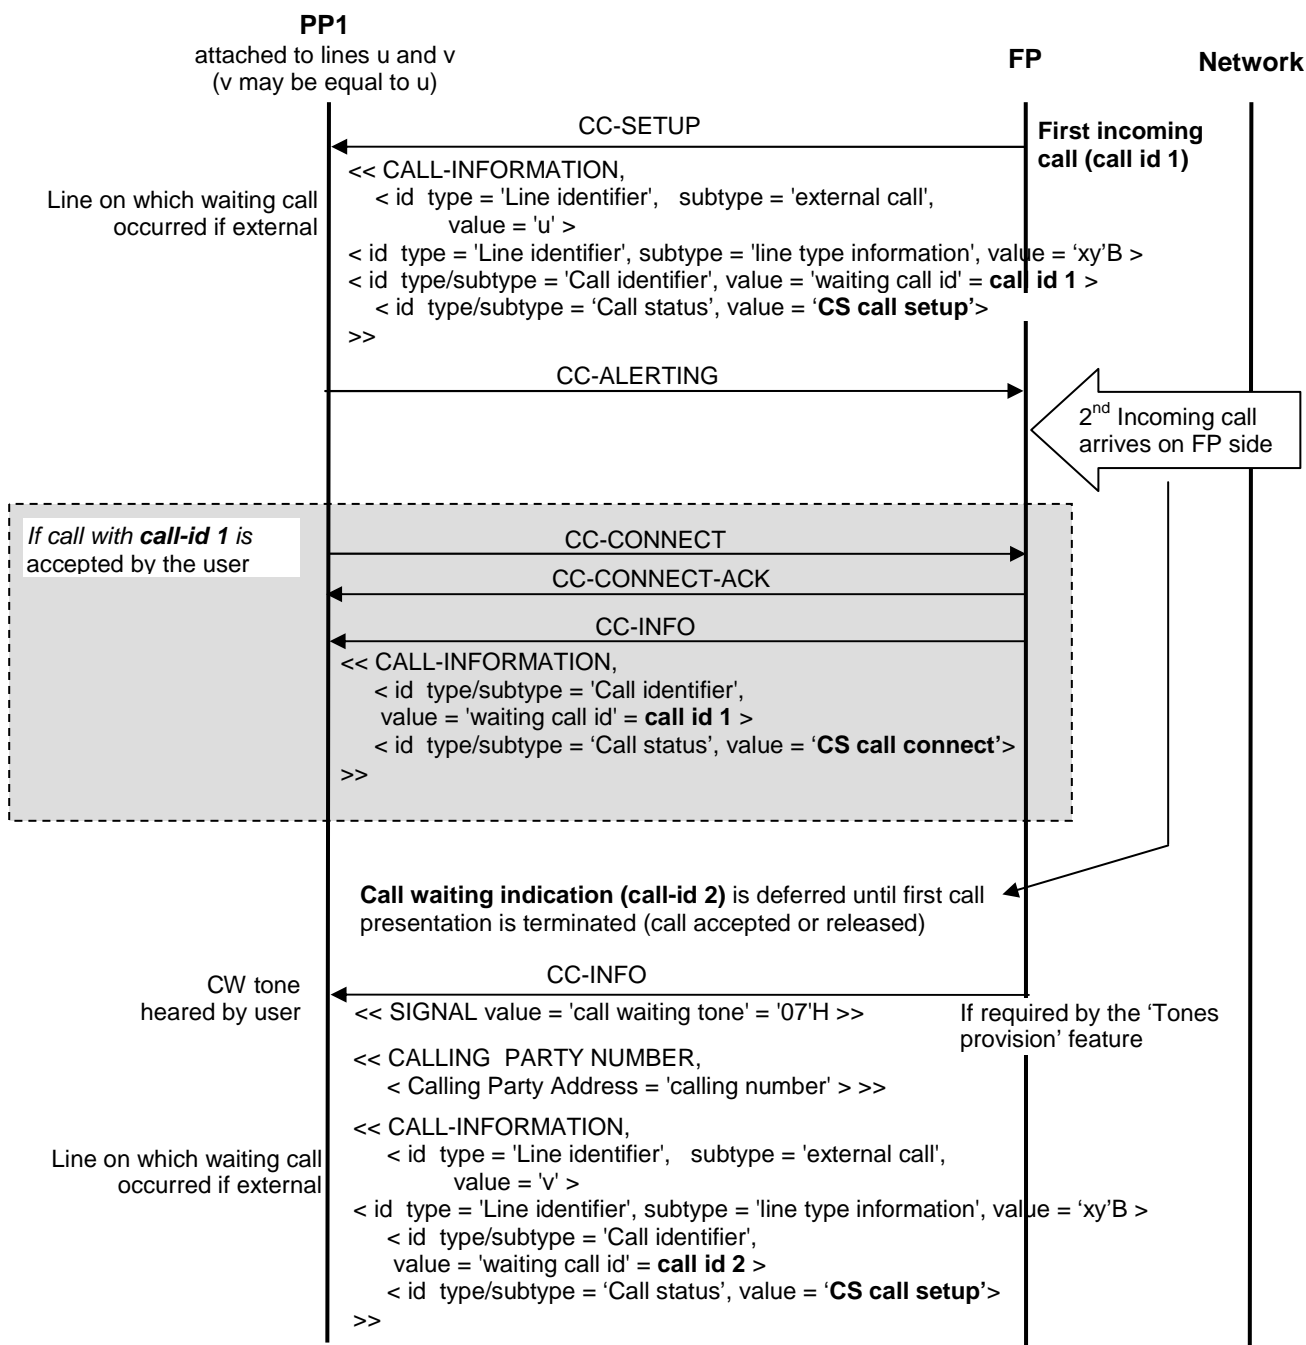 PP1
attached to lines u and v
(v may be equal to u)
FP
Network
CC-SETUP
First incoming
call (call id 1)
<< CALL-INFORMATION,
< id type = 'Line identifier', subtype = 'external call',
value = 'u' >
Line on which waiting call
occurred if external
< id type = 'Line identifier', subtype = 'line type information', value = ‘xy’B >
< id type/subtype = 'Call identifier', value = 'waiting call id' = call id 1 >
< id type/subtype = ‘Call status’, value = ‘CS call setup’>
>>
CC-ALERTING
2nd Incoming call
arrives on FP side
If call with call-id 1 is
accepted by the user
CC-CONNECT
CC-CONNECT-ACK
CC-INFO
<< CALL-INFORMATION,
< id type/subtype = 'Call identifier',
value = 'waiting call id' = call id 1 >
< id type/subtype = ‘Call status’, value = ‘CS call connect’>
>>
Call waiting indication (call-id 2) is deferred until first call
presentation is terminated (call accepted or released)
CC-INFO
CW tone
heared by user
<< SIGNAL value = 'call waiting tone' = '07'H >>
If required by the ‘Tones
provision’ feature
<< CALLING PARTY NUMBER,
< Calling Party Address = 'calling number' > >>
<< CALL-INFORMATION,
< id type = 'Line identifier', subtype = 'external call',
value = 'v' >
Line on which waiting call
occurred if external
< id type = 'Line identifier', subtype = 'line type information', value = ‘xy’B >
< id type/subtype = 'Call identifier',
value = 'waiting call id' = call id 2 >
< id type/subtype = ‘Call status’, value = ‘CS call setup’>
>>